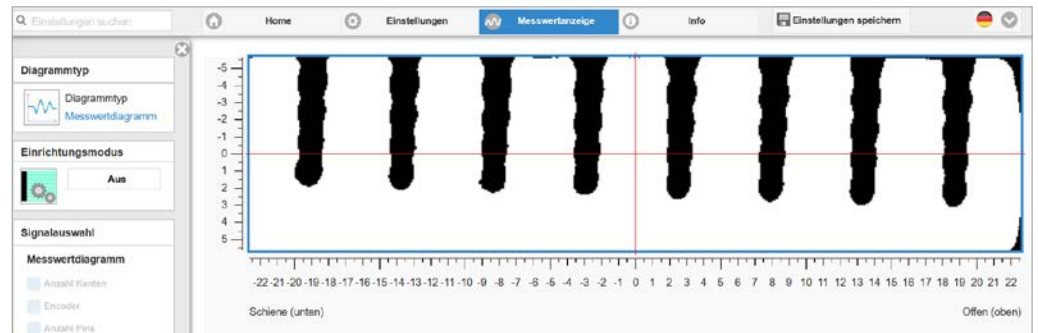 Einstellungen suchen
Home
Einstellungen
Messwertanzeige
Info
Einstellungen speichern
Diagrammtyp
Diagrammtyp
Messwertdiagramm
Einrichtungsmodus
Aus
Signalauswahl
Messwertdiagramm
Anzahl Kanten
Encoder
Anzahl Pins
-5
-4
-3
-2
-1
0
1
2
3
4
5
-22 -21 -20 -19 -18 -17 -16 -15 -14 -13 -12 -11 -10 -9 -8 -7 -6 -5 -4 -3 -2 -1 0 1 2 3 4 5 6 7 8 9 10 11 12 13 14 15 16 17 18 19 20 21 22
Schiene (unten)
Offen (oben)